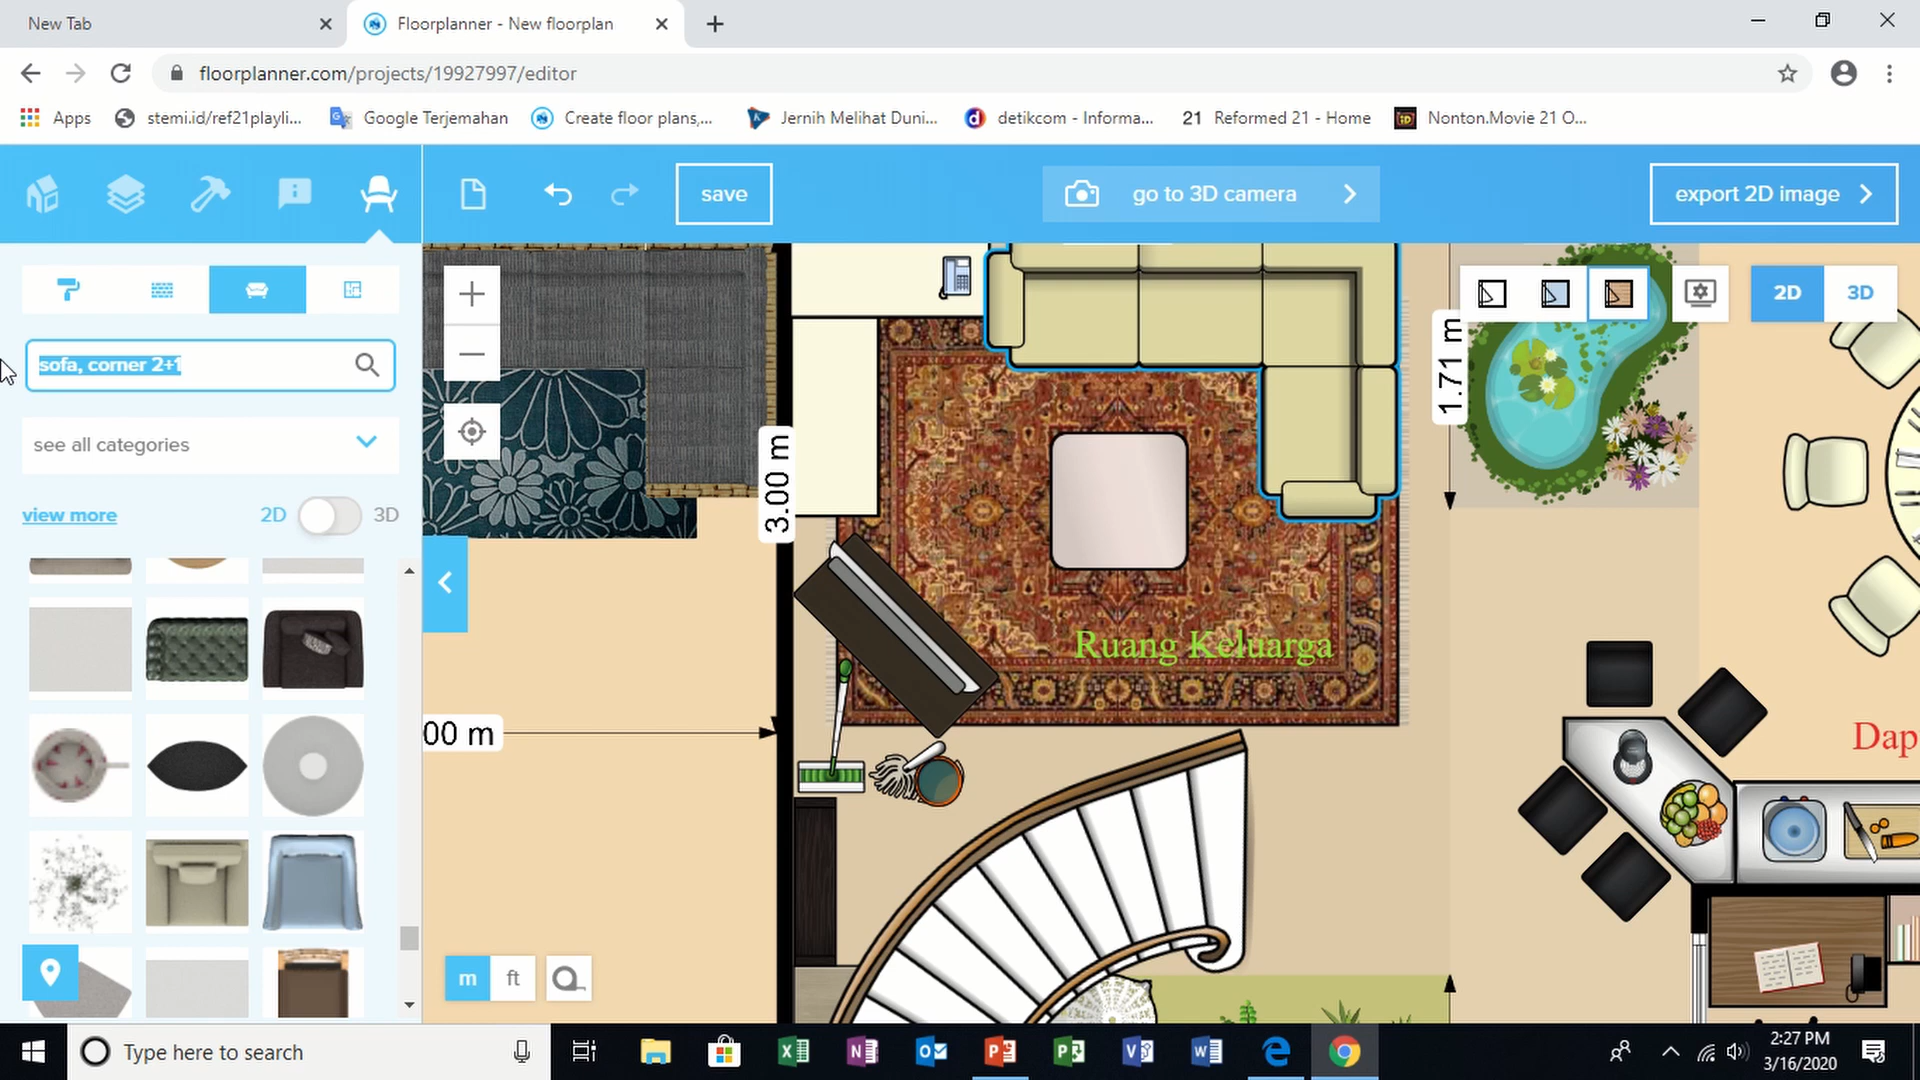 New Tab
Floorplanner - New floorplan
floorplanner.com/projects/19927997/editor
Apps
stemi.id/ref21playli...
Google Terjemahan
Create floor plans,...
Jernih Melihat Duni...
detikcom - Informa...
21 Reformed 21 - Home
Nonton.Movie 21 O...
save
go to 3D camera
export 2D image
sofa, corner 2+1
see all categories
view more
2D
3D
2D
3D
1.71 m
3.00 m
00 m
Ruang Keluarga
Dap
m
ft
Type here to search
2:27 PM
3/16/2020